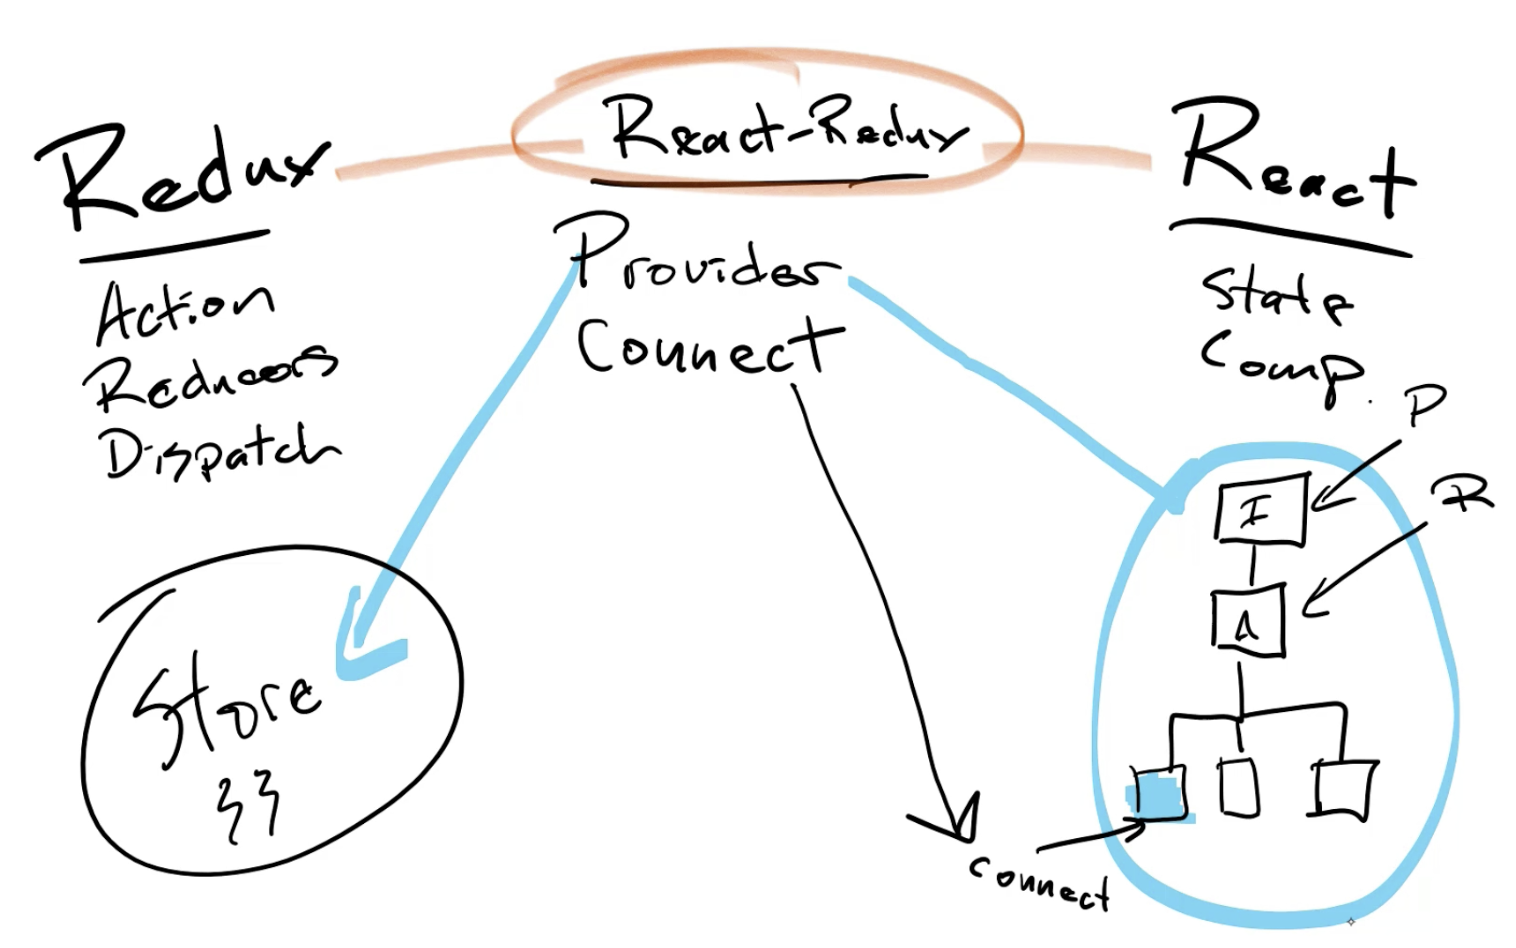 Redux
Action
Reducers
Dispatch
Store
}}
React-Redux
Provider
Connect
connect
React
State
Comp.
P
R
I
A